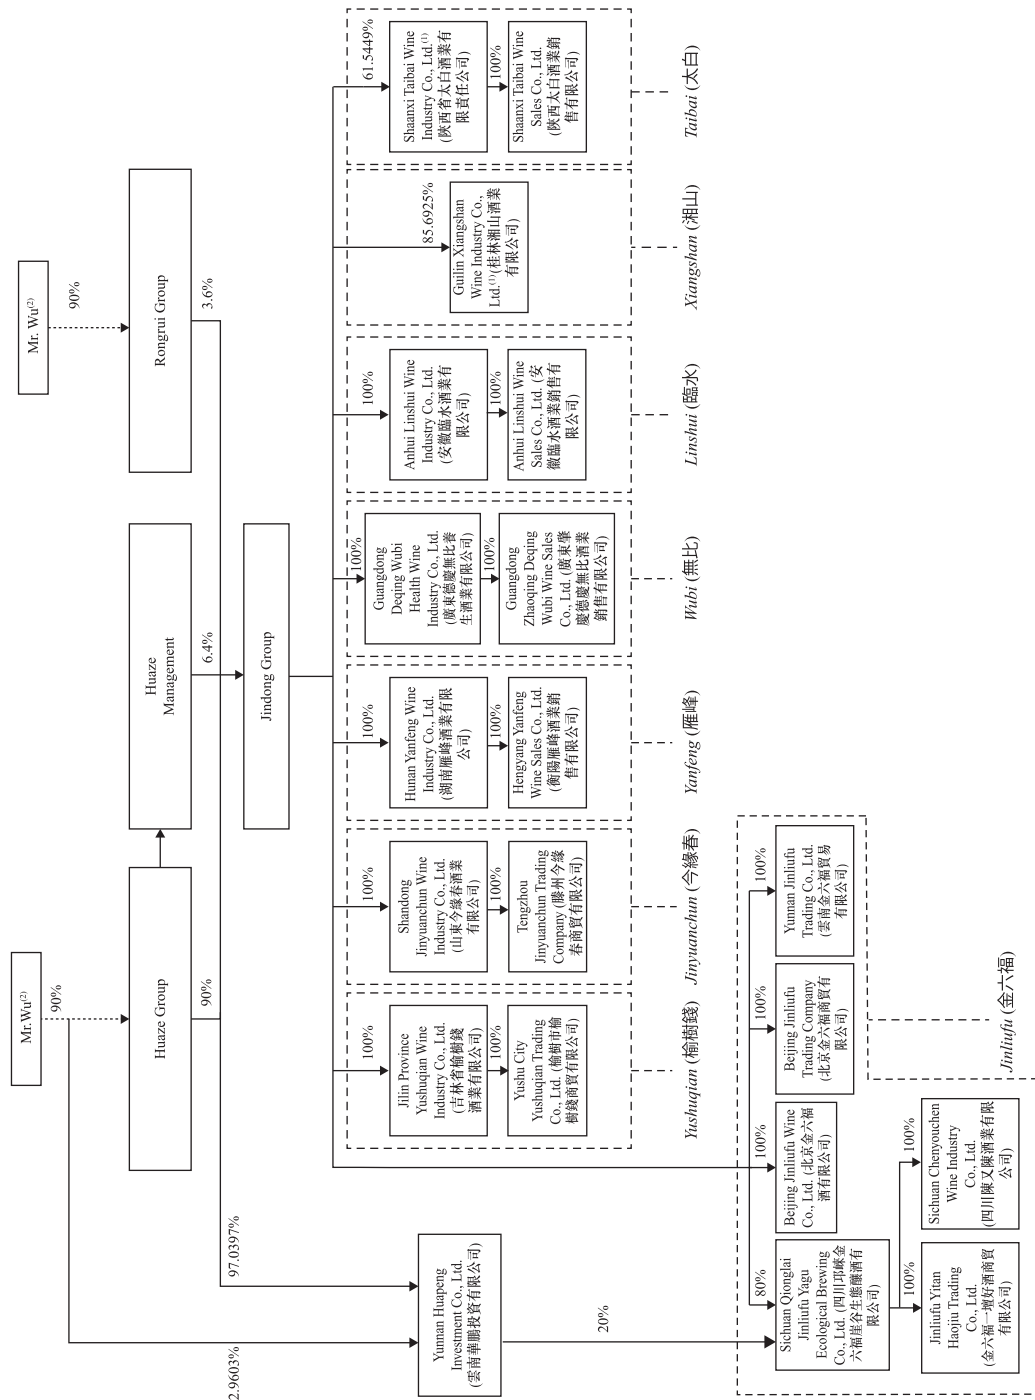 Mr. Wu(2)
90%
Mr. Wu(2)
90%
Huaze Group
Huaze
Management
Rongrui Group
90%
6.4%
3.6%
Jindong Group
2.9603%
97.0397%
Yunnan Huapeng
Investment Co., Ltd.
(雲南華鵬投資有限公司)
20%
100%
Jilin Province
Yushuqian Wine
Industry Co., Ltd.
(吉林省榆樹錢
酒業有限公司)
100%
Yushu City
Yushuqian Trading
Co., Ltd. (榆樹市榆
樹錢商貿有限公司)
Yushuqian (榆樹錢)
100%
Shandong
Jinyuanchun Wine
Industry Co., Ltd.
(山東今緣春酒業
有限公司)
100%
Tengzhou
Jinyuanchun Trading
Company (滕州今緣
春商貿有限公司)
Jinyuanchun (今緣春)
100%
Hunan Yanfeng Wine
Industry Co., Ltd.
(湖南雁峰酒業有限
公司)
100%
Hengyang Yanfeng
Wine Sales Co., Ltd.
(衡陽雁峰酒業銷
售有限公司)
Yanfeng (雁峰)
100%
Guangdong
Deqing Wubi
Health Wine
Industry Co., Ltd.
(廣東德慶無比養
生酒業有限公司)
100%
Guangdong
Zhaoqing Deqing
Wubi Wine Sales
Co., Ltd. (廣東肇
慶德慶無比酒業
銷售有限公司)
Wubi (無比)
100%
Anhui Linshui Wine
Industry Co., Ltd.
(安徽臨水酒業有
限公司)
100%
Anhui Linshui Wine
Sales Co., Ltd. (安
徽臨水酒業銷售有
限公司)
Linshui (臨水)
85.6925%
Guilin Xiangshan
Wine Industry Co.,
Ltd.(1) (桂林湘山酒業
有限公司)
Xiangshan (湘山)
61.5449%
Shaanxi Taibai Wine
Industry Co., Ltd.(1)
(陝西省太白酒業有
限責任公司)
100%
Shaanxi Taibai Wine
Sales Co., Ltd.
(陝西太白酒業銷
售有限公司)
Taibai (太白)
80%
Sichuan Qionglai
Jinliufu Yagu
Ecological Brewing
Co., Ltd. (四川邛崍金
六福崖谷生態釀酒有
限公司)
100%
Beijing Jinliufu Wine
Co., Ltd. (北京金六福
酒有限公司)
100%
Beijing Jinliufu
Trading Company
(北京金六福商貿有
限公司)
100%
Yunnan Jinliufu
Trading Co., Ltd.
(雲南金六福貿易
有限公司)
100%
Jinliufu Yitan
Haojiu Trading
Co., Ltd.
(金六福一壇好酒商貿
有限公司)
100%
Sichuan Chenyouchen
Wine Industry
Co., Ltd.
(四川陳又陳酒業有限
公司)
Jinliufu (金六福)